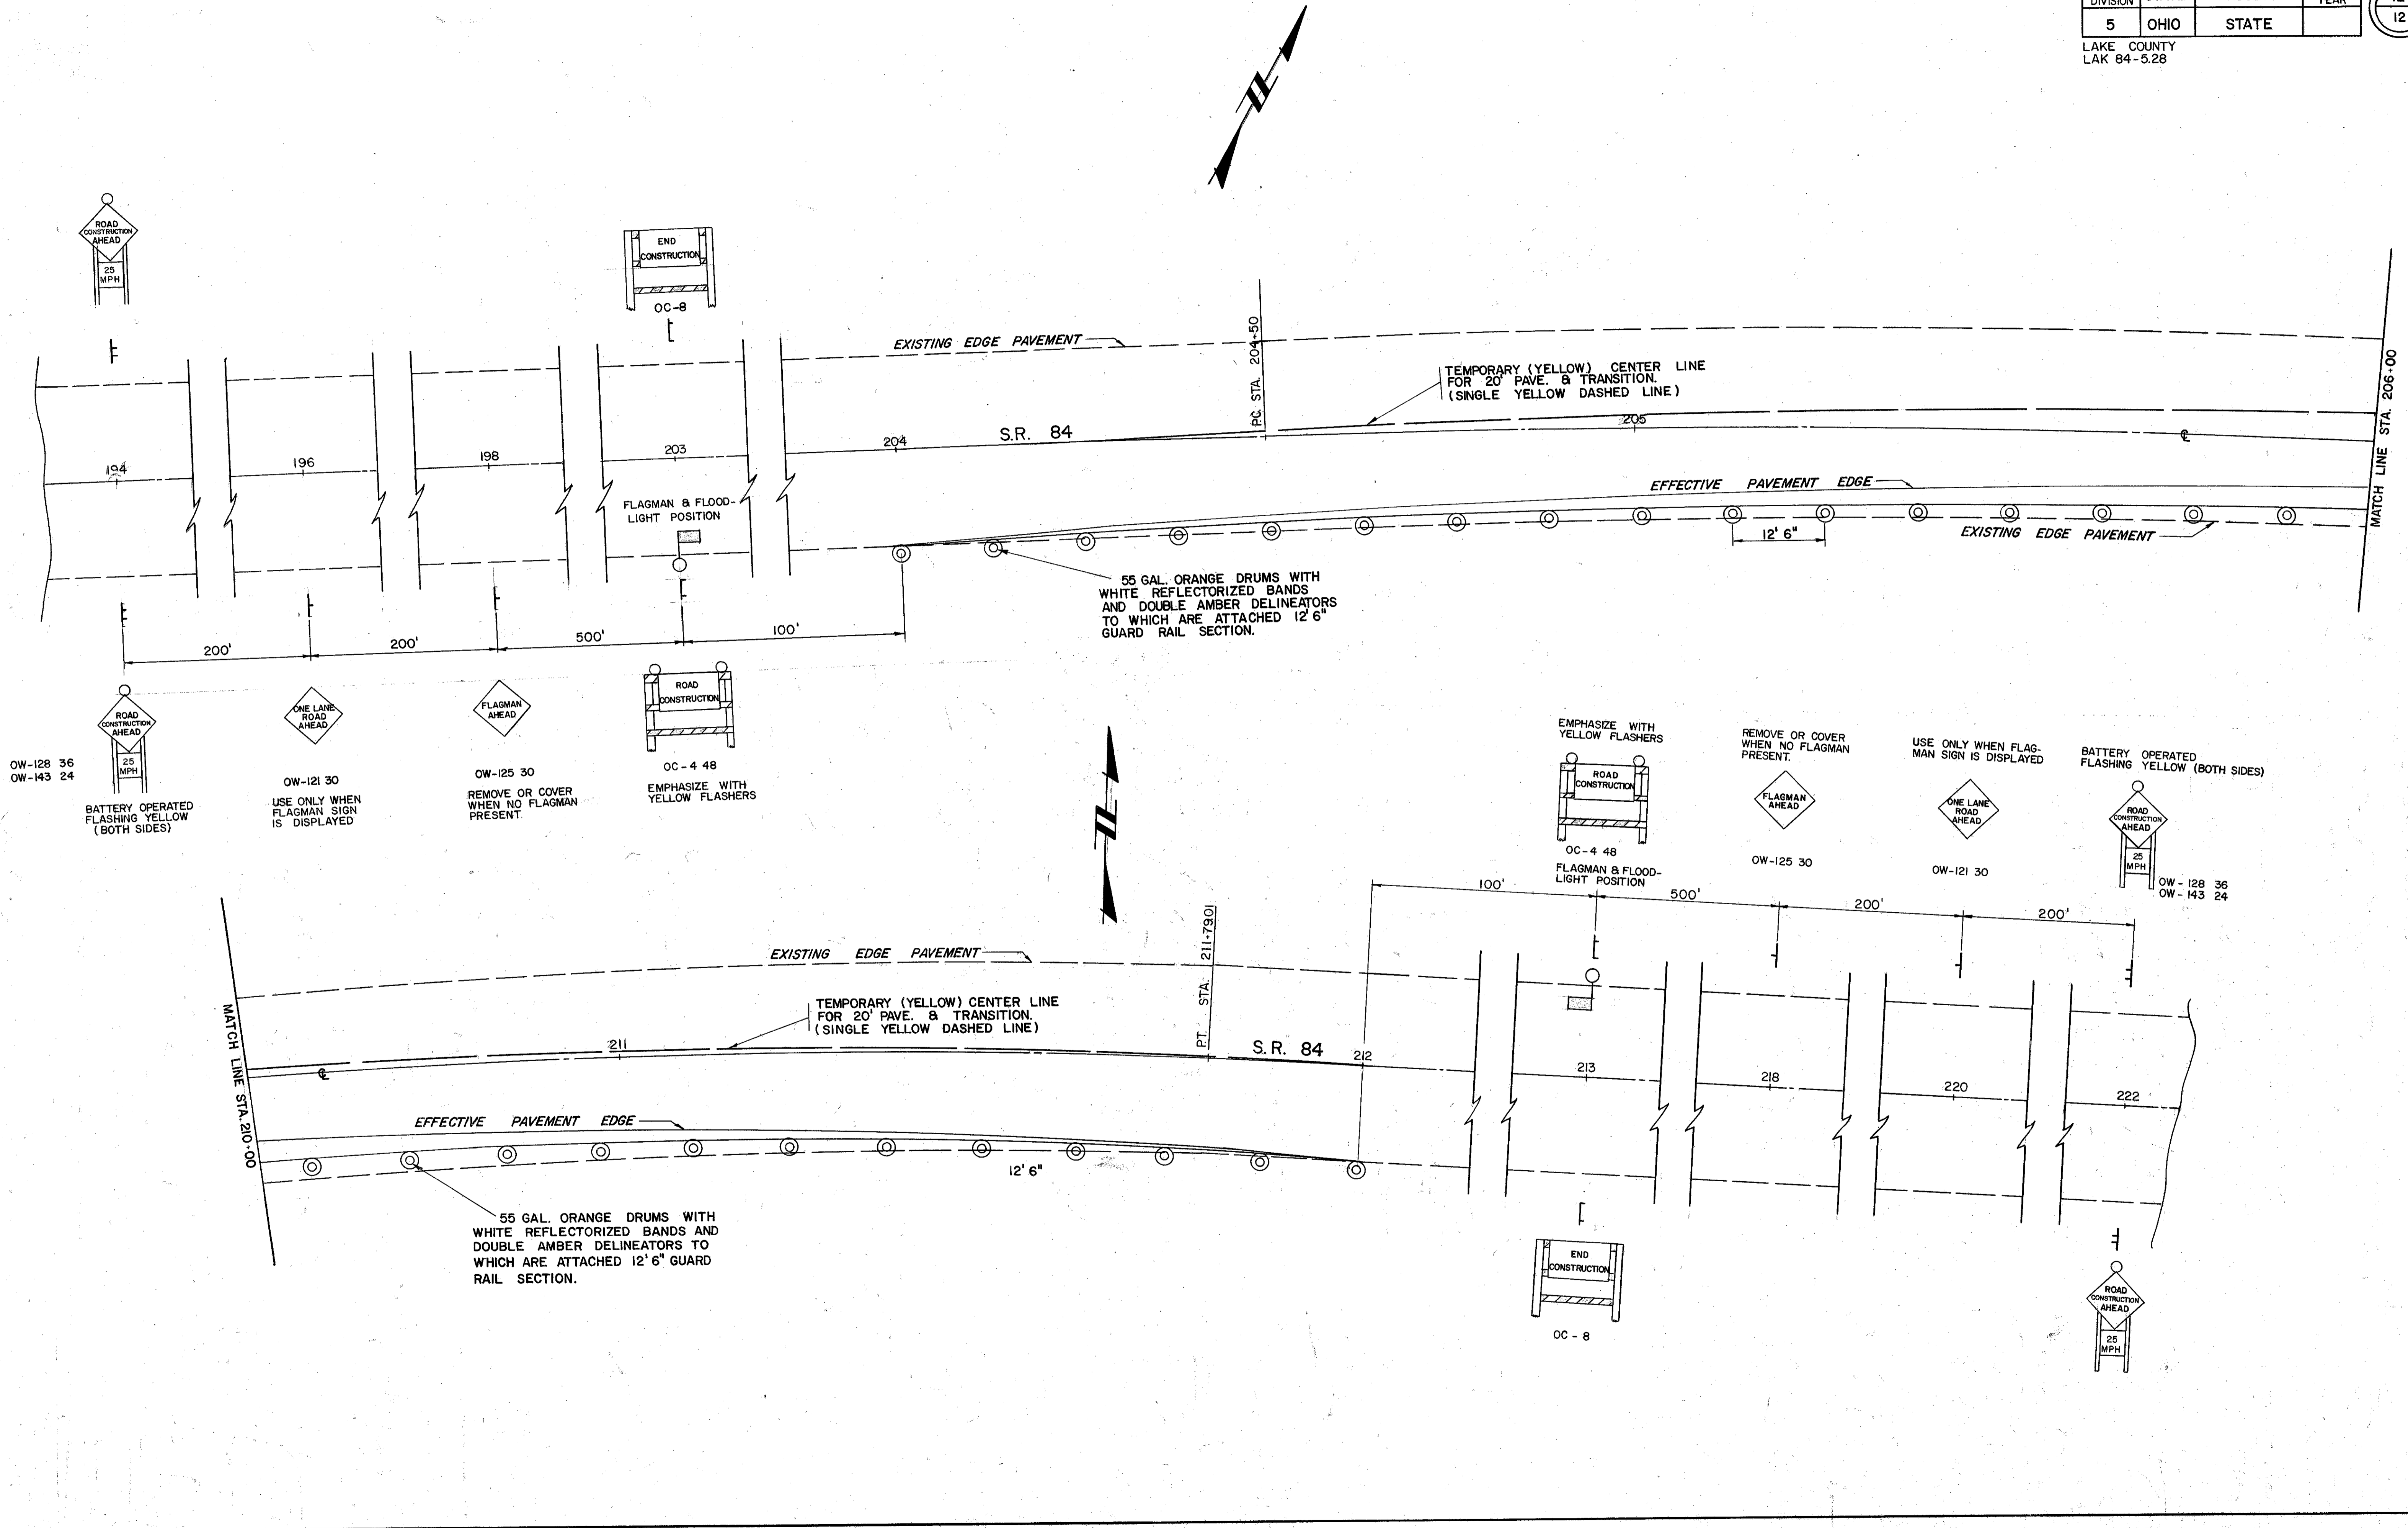 DIVISION
YEAR
5 OHIO STATE
12
LAKE COUNTY
LAK 84-5.28
ROAD
CONSTRUCTION
AHEAD
25
MPH
END
CONSTRUCTION
OC-8
EXISTING EDGE PAVEMENT
P.C. STA. 204+50
TEMPORARY (YELLOW) CENTER LINE
FOR 20' PAVE. & TRANSITION.
(SINGLE YELLOW DASHED LINE)
MATCH LINE STA. 206+00
194
196
198
203
204
S.R. 84
205
℄
FLAGMAN & FLOOD-
LIGHT POSITION
EFFECTIVE PAVEMENT EDGE
12' 6"
EXISTING EDGE PAVEMENT
55 GAL. ORANGE DRUMS WITH
WHITE REFLECTORIZED BANDS
AND DOUBLE AMBER DELINEATORS
TO WHICH ARE ATTACHED 12' 6"
GUARD RAIL SECTION.
200'
200'
500'
100'
ROAD
CONSTRUCTION
AHEAD
25
MPH
OW-128 36
OW-143 24
BATTERY OPERATED
FLASHING YELLOW
(BOTH SIDES)
ONE LANE
ROAD
AHEAD
OW-121 30
USE ONLY WHEN
FLAGMAN SIGN
IS DISPLAYED
FLAGMAN
AHEAD
OW-125 30
REMOVE OR COVER
WHEN NO FLAGMAN
PRESENT.
ROAD
CONSTRUCTION
OC-4 48
EMPHASIZE WITH
YELLOW FLASHERS
EMPHASIZE WITH
YELLOW FLASHERS
ROAD
CONSTRUCTION
OC-4 48
FLAGMAN & FLOOD-
LIGHT POSITION
REMOVE OR COVER
WHEN NO FLAGMAN
PRESENT.
FLAGMAN
AHEAD
OW-125 30
USE ONLY WHEN FLAG-
MAN SIGN IS DISPLAYED
ONE LANE
ROAD
AHEAD
OW-121 30
BATTERY OPERATED
FLASHING YELLOW (BOTH SIDES)
ROAD
CONSTRUCTION
AHEAD
25
MPH
OW-128 36
OW-143 24
100'
500'
200'
200'
MATCH LINE STA. 210+00
EXISTING EDGE PAVEMENT
TEMPORARY (YELLOW) CENTER LINE
FOR 20' PAVE. & TRANSITION.
(SINGLE YELLOW DASHED LINE)
P.T. STA. 211+79.01
℄
211
S.R. 84
212
213
218
220
222
EFFECTIVE PAVEMENT EDGE
12' 6"
55 GAL. ORANGE DRUMS WITH
WHITE REFLECTORIZED BANDS AND
DOUBLE AMBER DELINEATORS TO
WHICH ARE ATTACHED 12' 6" GUARD
RAIL SECTION.
END
CONSTRUCTION
OC-8
ROAD
CONSTRUCTION
AHEAD
25
MPH